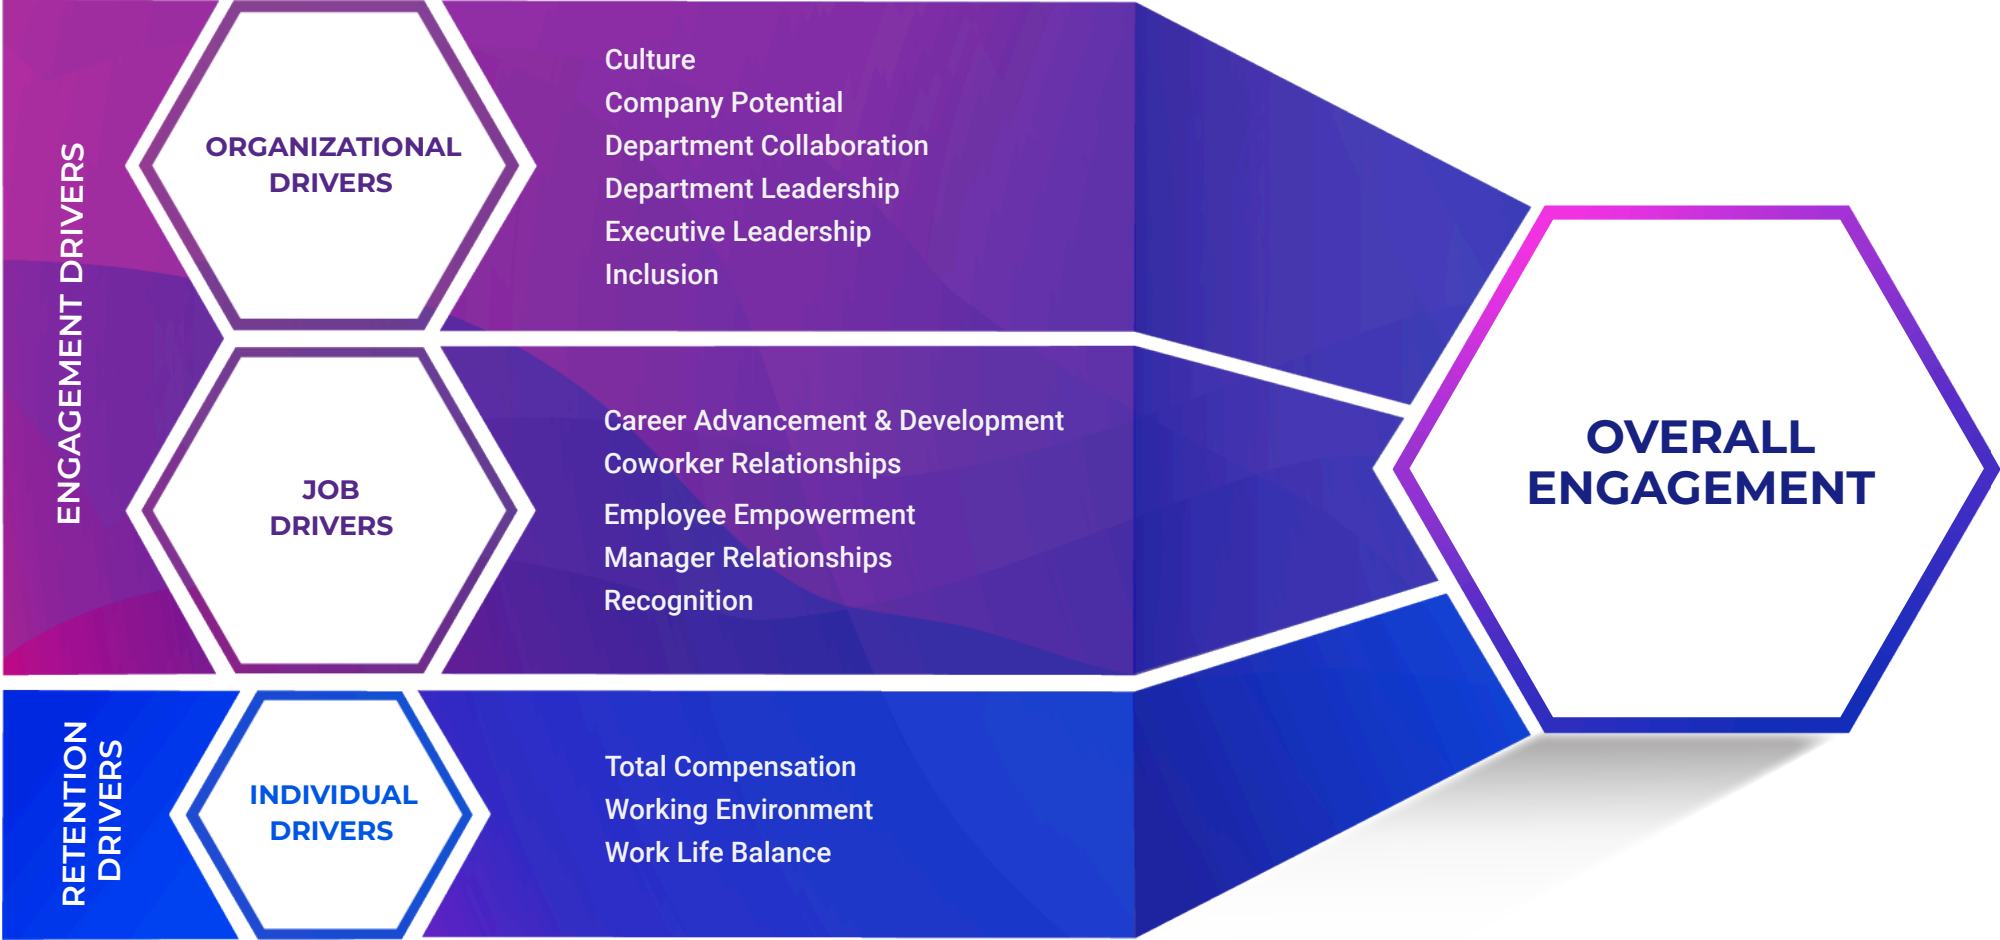 ENGAGEMENT DRIVERS
ORGANIZATIONAL
DRIVERS
Culture
Company Potential
Department Collaboration
Department Leadership
Executive Leadership
Inclusion
JOB
DRIVERS
Career Advancement & Development
Coworker Relationships
Employee Empowerment
Manager Relationships
Recognition
RETENTION
DRIVERS
INDIVIDUAL
DRIVERS
Total Compensation
Working Environment
Work Life Balance
OVERALL
ENGAGEMENT